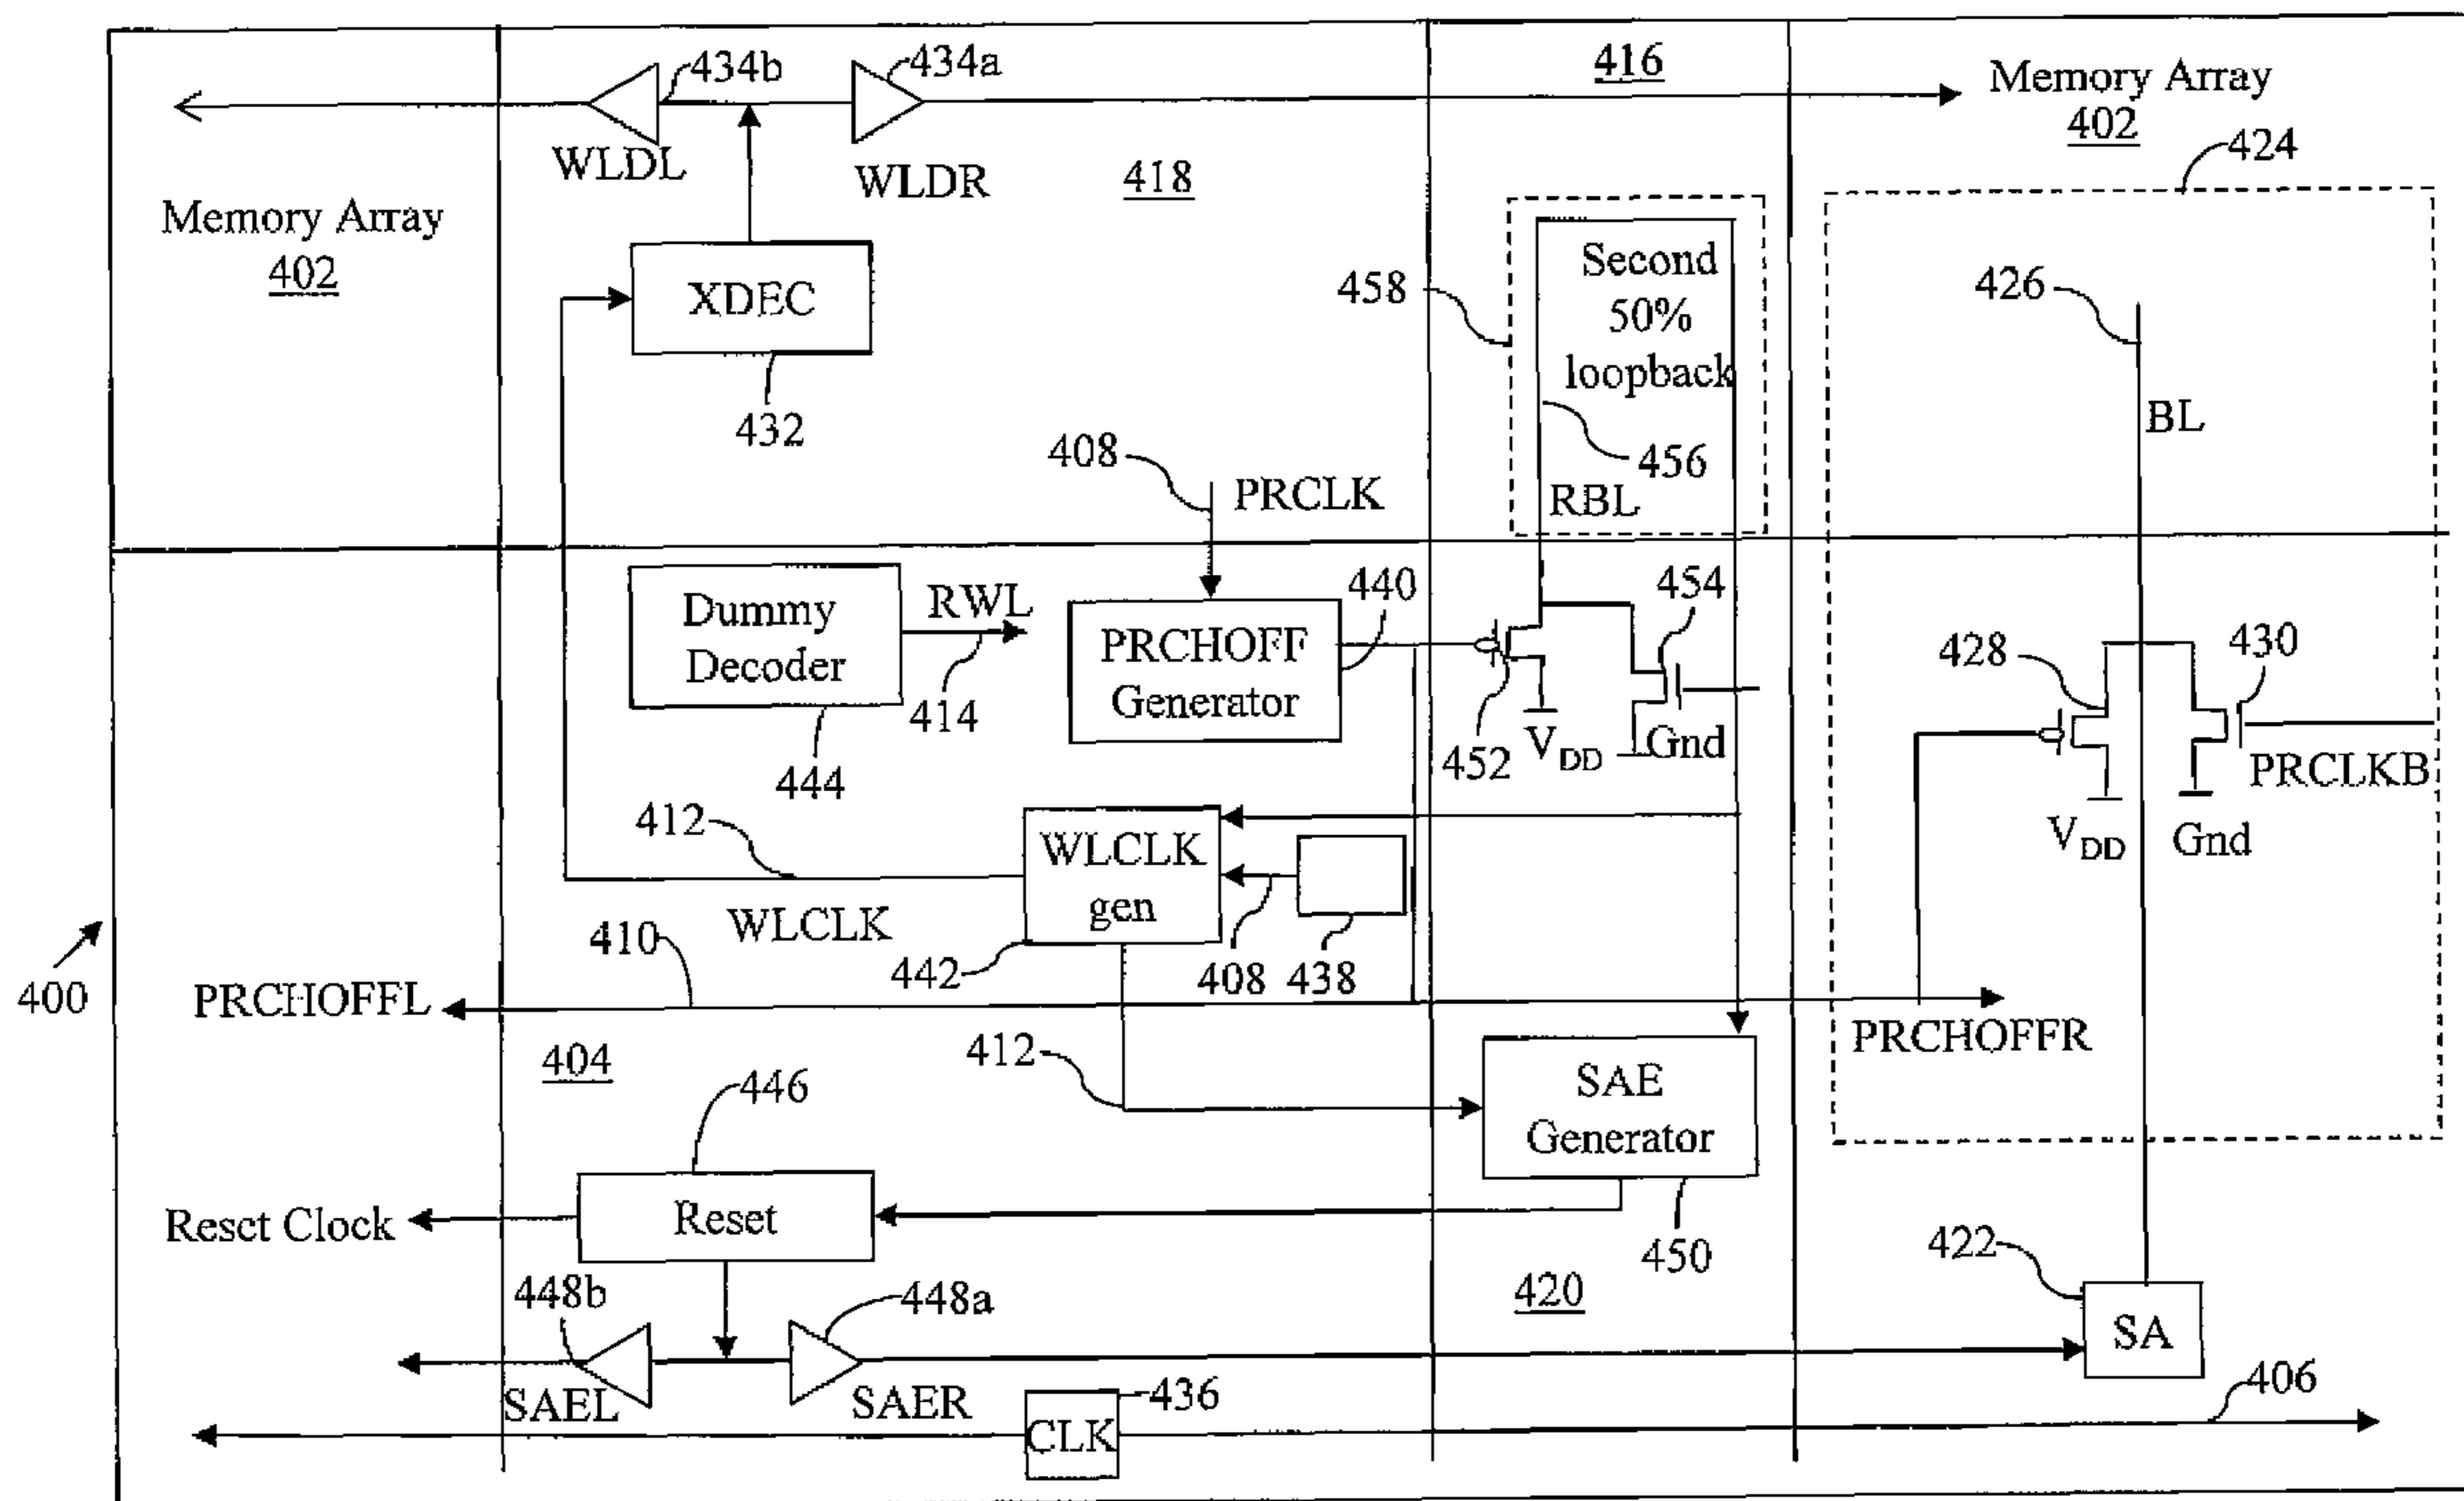 434b
434a
416
Memory Array
402
WLDL
WLDR
418
424
Memory Array
402
XDEC
432
458
Second
50%
loopback
426
BL
408
PRCLK
456
RBL
Dummy
Decoder
RWL
414
444
PRCHOFF
Generator
440
454
452
VDD
Gnd
428
430
PRCLKB
VDD
Gnd
412
WLCLK
gen
WLCLK
410
442
408
438
400
PRCHOFFL
PRCHOFFR
404
412
446
SAE
Generator
Resct Clock
Reset
450
422
448b
448a
420
SA
SAEL
SAER
436
CLK
406